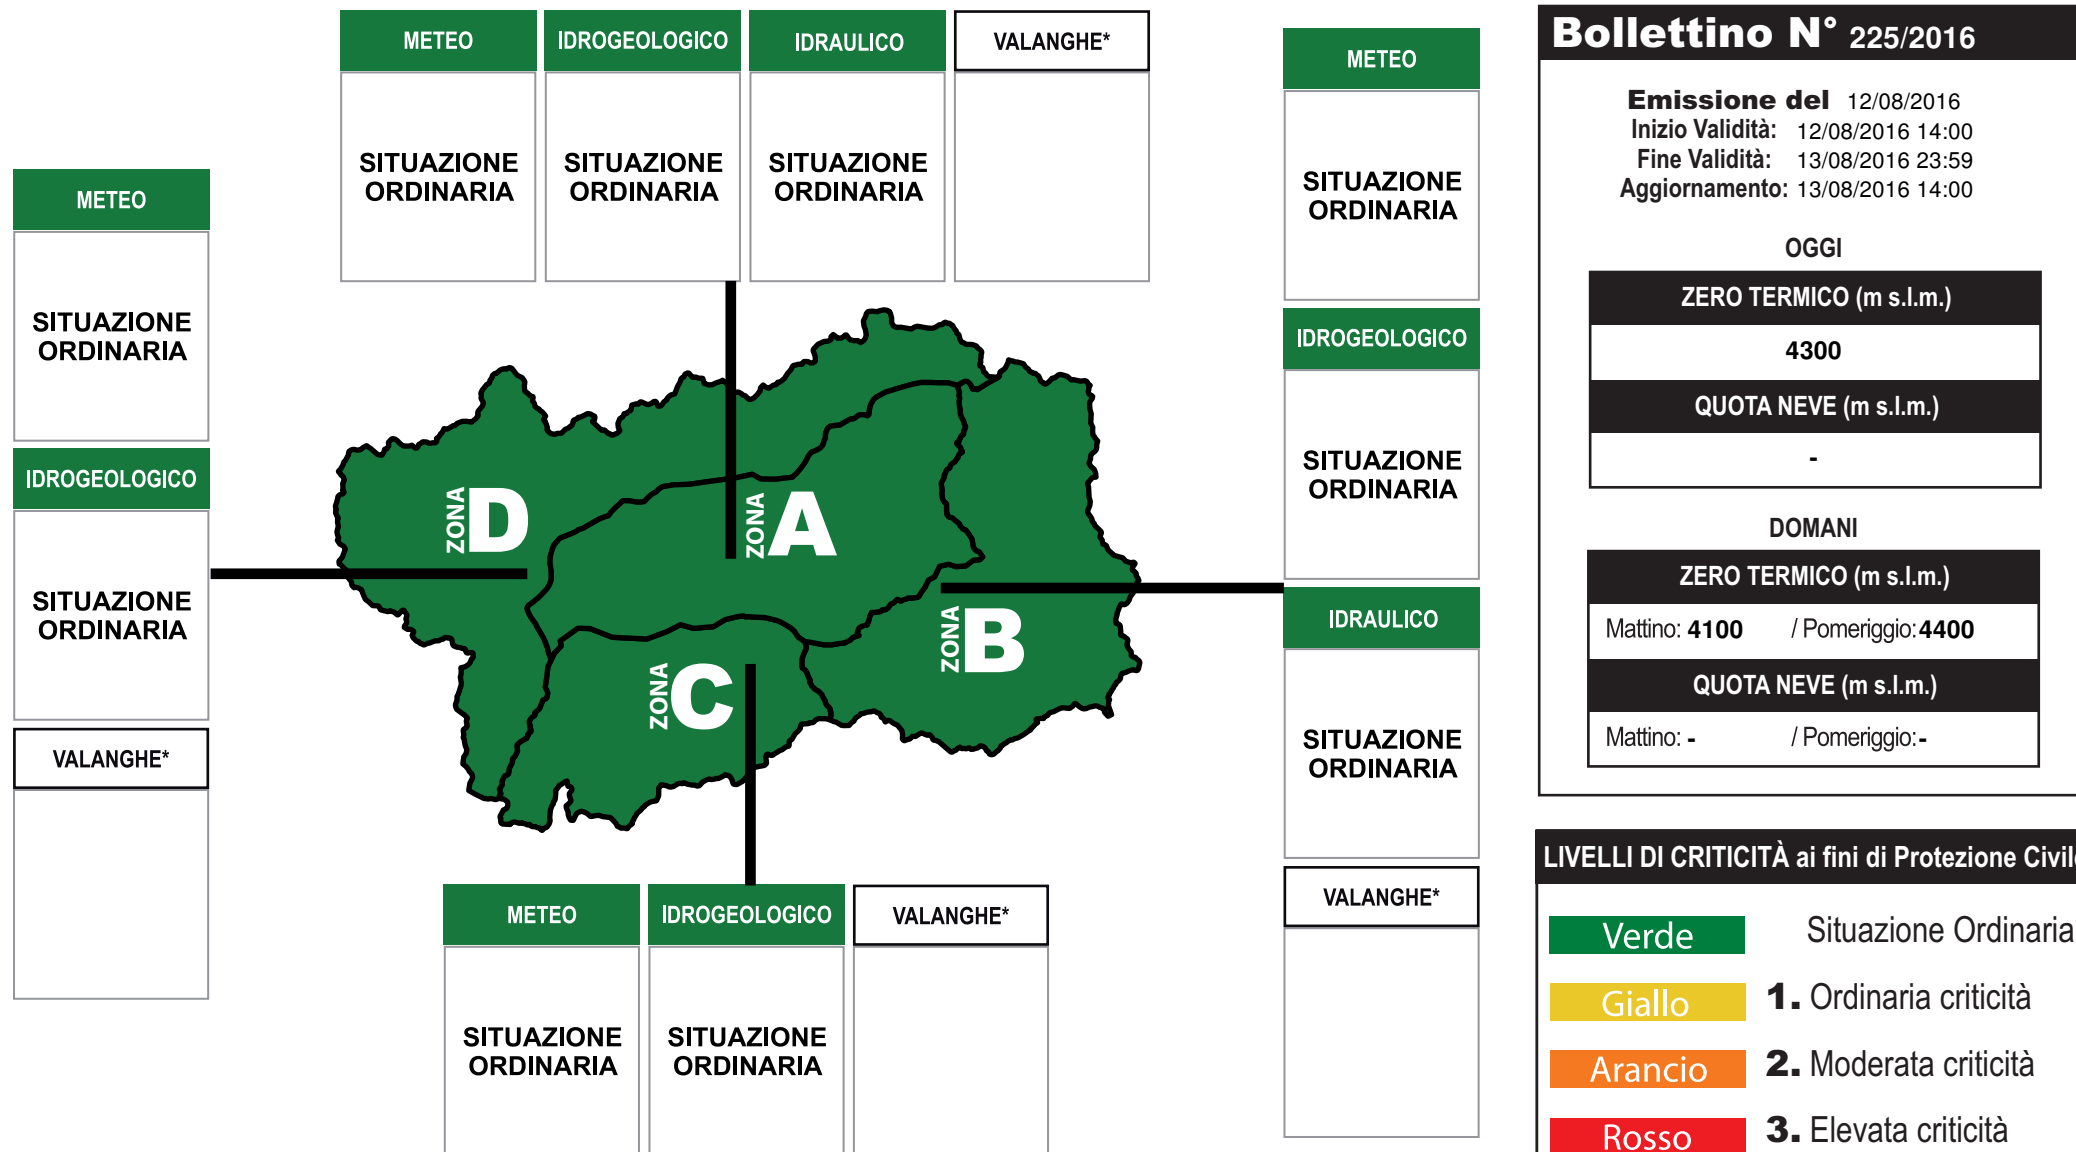 METEO
IDROGEOLOGICO
IDRAULICO
VALANGHE*
SITUAZIONE
ORDINARIA
SITUAZIONE
ORDINARIA
SITUAZIONE
ORDINARIA
METEO
SITUAZIONE
ORDINARIA
IDROGEOLOGICO
SITUAZIONE
ORDINARIA
VALANGHE*
ZONA D
ZONA A
ZONA B
ZONA C
METEO
SITUAZIONE
ORDINARIA
IDROGEOLOGICO
SITUAZIONE
ORDINARIA
IDRAULICO
SITUAZIONE
ORDINARIA
VALANGHE*
METEO
IDROGEOLOGICO
VALANGHE*
SITUAZIONE
ORDINARIA
SITUAZIONE
ORDINARIA
Bollettino N° 225/2016
Emissione del 12/08/2016
Inizio Validità: 12/08/2016 14:00
Fine Validità: 13/08/2016 23:59
Aggiornamento: 13/08/2016 14:00
OGGI
ZERO TERMICO (m s.l.m.)
4300
QUOTA NEVE (m s.l.m.)
-
DOMANI
ZERO TERMICO (m s.l.m.)
Mattino: 4100 / Pomeriggio: 4400
QUOTA NEVE (m s.l.m.)
Mattino: - / Pomeriggio: -
LIVELLI DI CRITICITÀ ai fini di Protezione Civil
Verde Situazione Ordinaria
Giallo 1. Ordinaria criticità
Arancio 2. Moderata criticità
Rosso 3. Elevata criticità